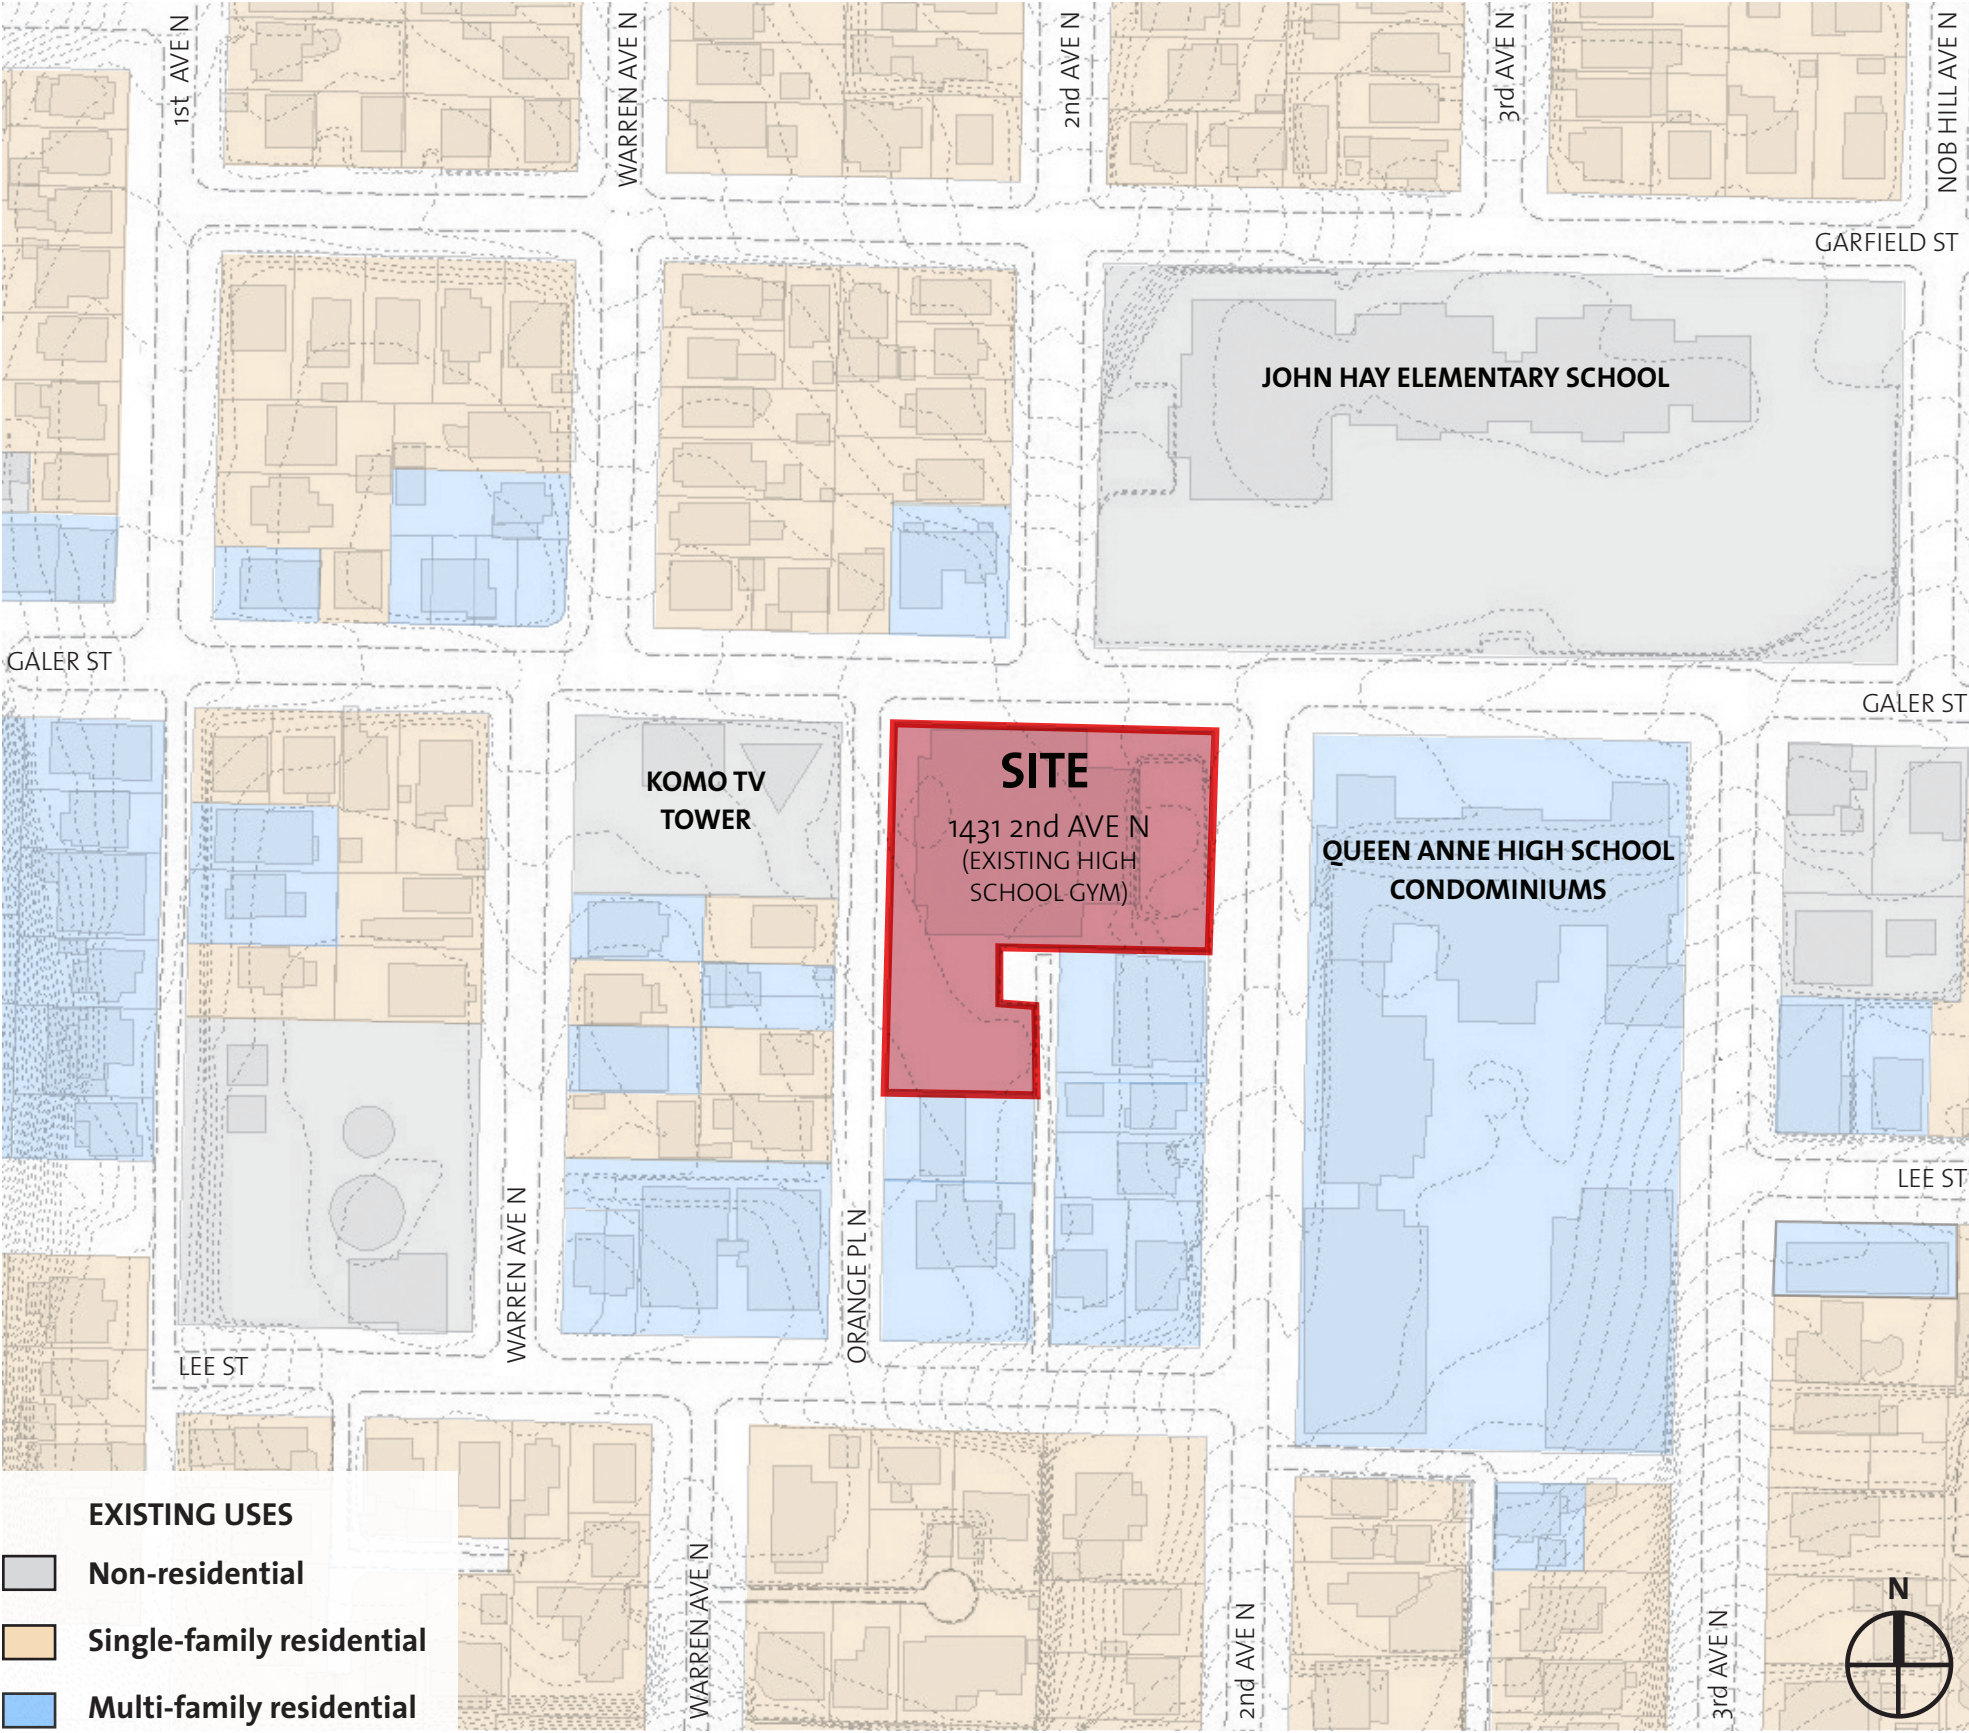 1st AVE N
WARREN AVE N
2nd AVE N
3rd AVE N
NOB HILL AVE N
GARFIELD ST
JOHN HAY ELEMENTARY SCHOOL
GALER ST
GALER ST
KOMO TV
TOWER
SITE
1431 2nd AVE N
(EXISTING HIGH
SCHOOL GYM)
QUEEN ANNE HIGH SCHOOL
CONDOMINIUMS
LEE ST
WARREN AVE N
ORANGE PL N
LEE ST
WARREN AVE N
2nd AVE N
3rd AVE N
EXISTING USES
Non-residential
Single-family residential
Multi-family residential
N